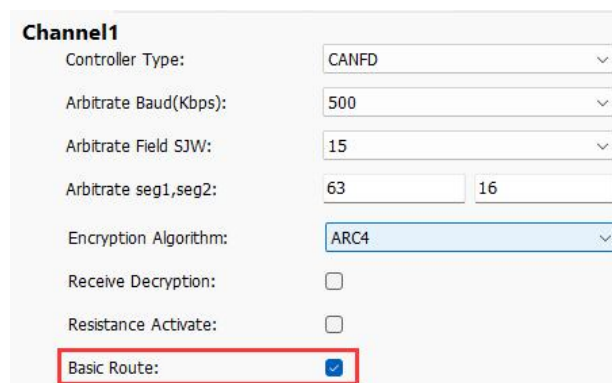 Channel1
Controller Type: CANFD
Arbitrate Baud(Kbps): 500
Arbitrate Field SJW: 15
Arbitrate seg1,seg2: 63 16
Encryption Algorithm: ARC4
Receive Decryption:
Resistance Activate:
Basic Route: